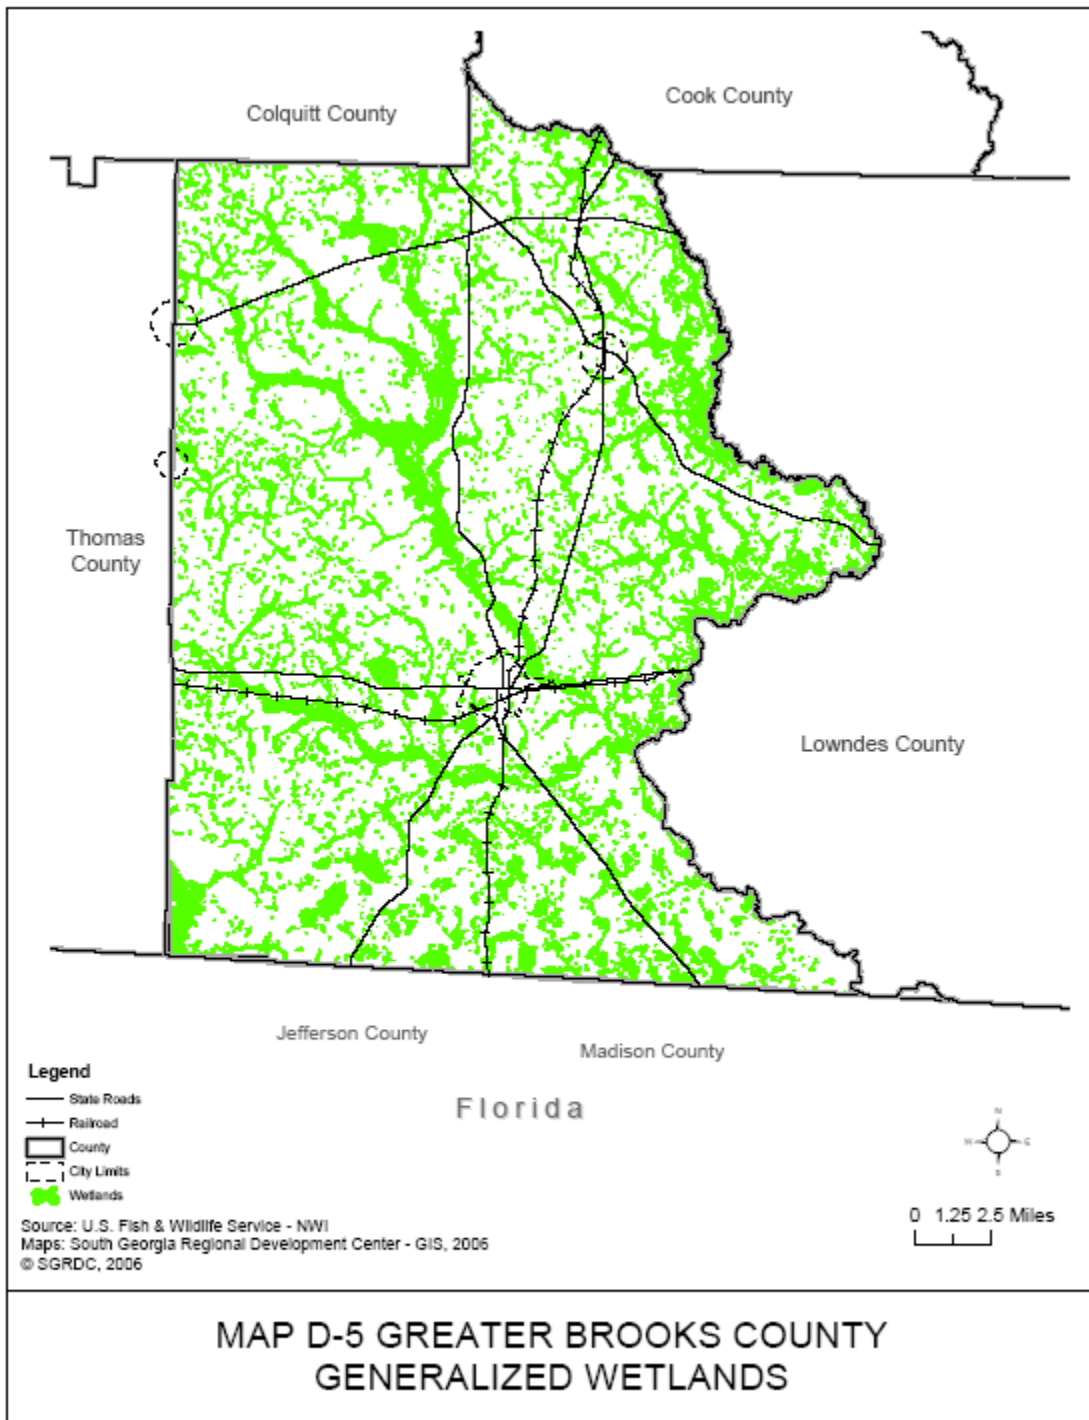 Colquitt County
Cook County
Thomas
County
Lowndes County
Jefferson County
Madison County
Florida
Legend
State Roads
Railroad
County
City Limits
Wetlands
N
W
E
S
0 1.25 2.5 Miles
Source: U.S. Fish & Wildlife Service - NWI
Maps: South Georgia Regional Development Center - GIS, 2006
© SGRDC, 2006
MAP D-5 GREATER BROOKS COUNTY
GENERALIZED WETLANDS